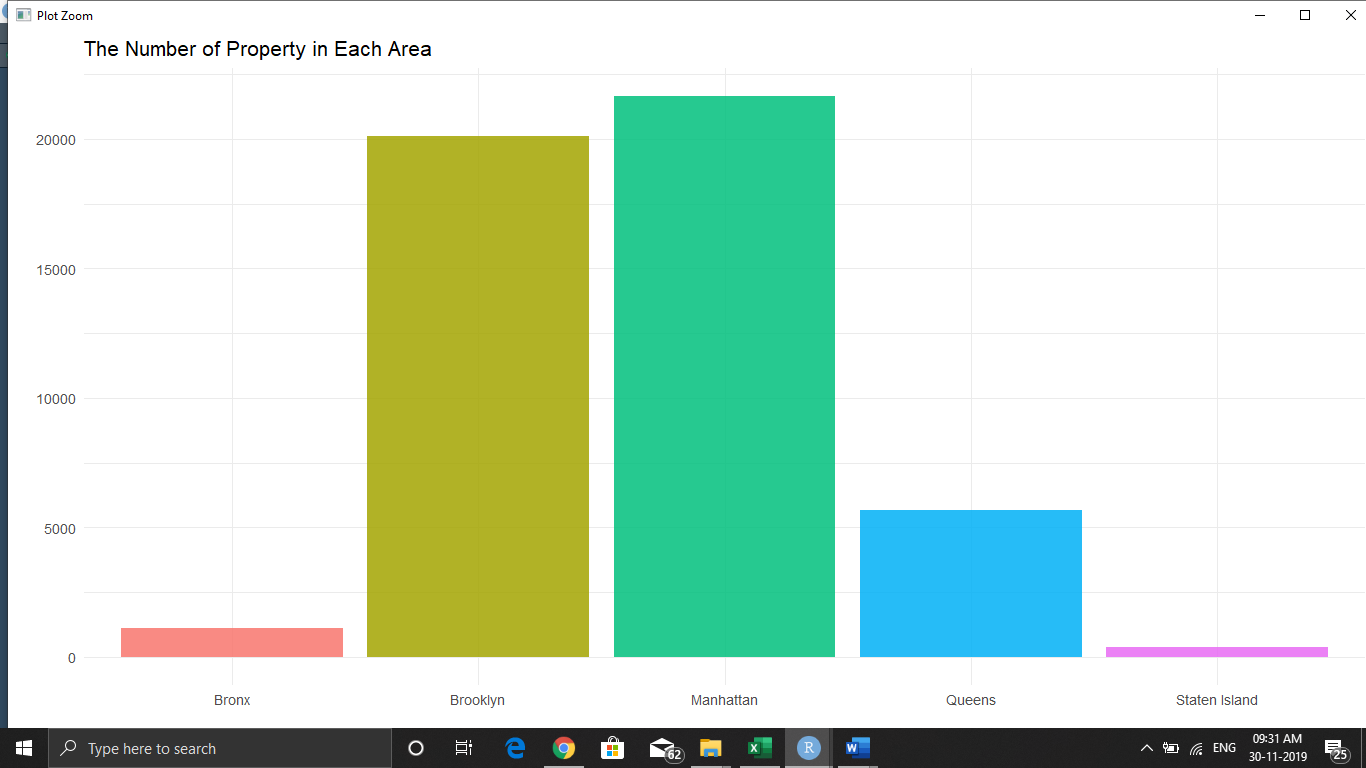 Plot Zoom
The Number of Property in Each Area
20000
15000
10000
5000
0
Bronx Brooklyn Manhattan Queens Staten Island
Type here to search
62
R
ENG
09:31 AM
30-11-2019
25